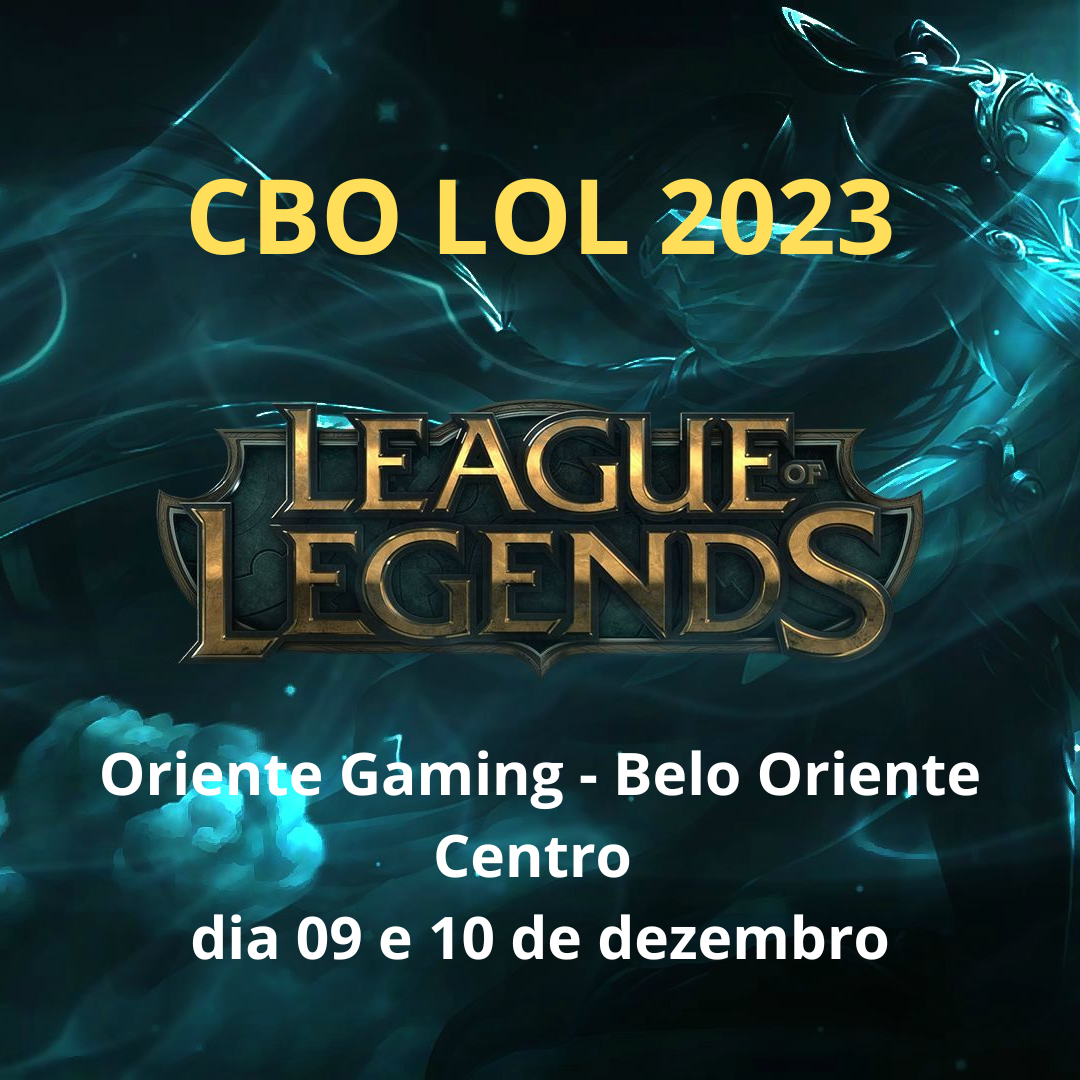 CBO LOL 2023
LEAGUE OF
LEGENDS
Oriente Gaming - Belo Oriente
Centro
dia 09 e 10 de dezembro